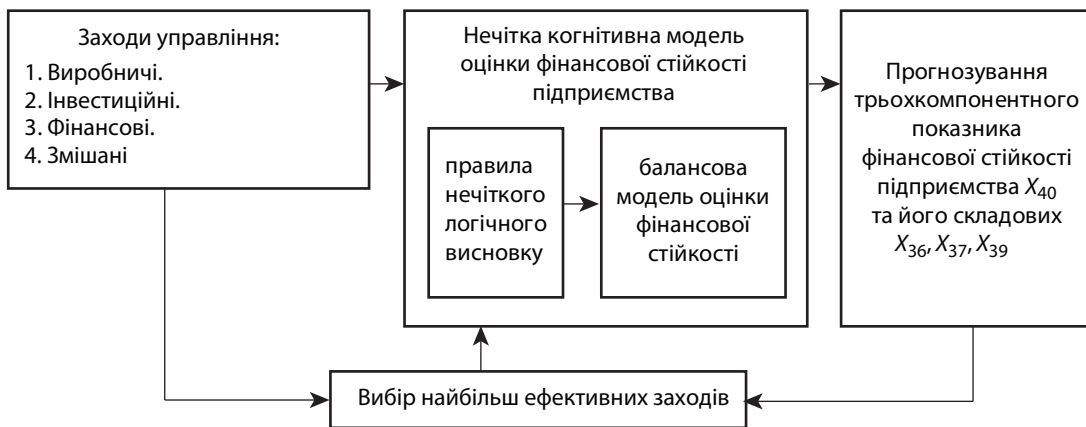 Заходи управління:
1. Виробничі.
2. Інвестиційні.
3. Фінансові.
4. Змішані
Нечітка когнітивна модель
оцінки фінансової стійкості
підприємства
правила
нечіткого
логічного
висновку
балансова
модель оцінки
фінансової
стійкості
Прогнозування
трьохкомпонентного
показника
фінансової стійкості
підприємства X₄₀
та його складових
X₃₆, X₃₇, X₃₉
Вибір найбільш ефективних заходів